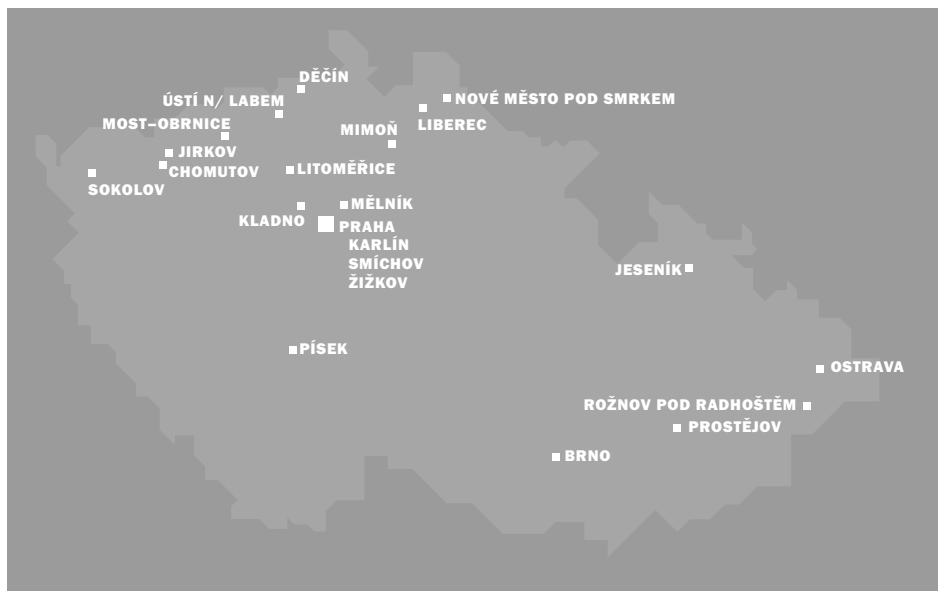 DĚČÍN
ÚSTÍ N/ LABEM
NOVÉ MĚSTO POD SMRKEM
MOST–OBRNICE
LIBEREC
MIMOŇ
JIRKOV
CHOMUTOV
LITOMĚŘICE
SOKOLOV
MĚLNÍK
KLADNO
PRAHA
KARLÍN
SMÍCHOV
ŽIŽKOV
JESENÍK
PÍSEK
OSTRAVA
ROŽNOV POD RADHOŠTĚM
PROSTĚJOV
BRNO